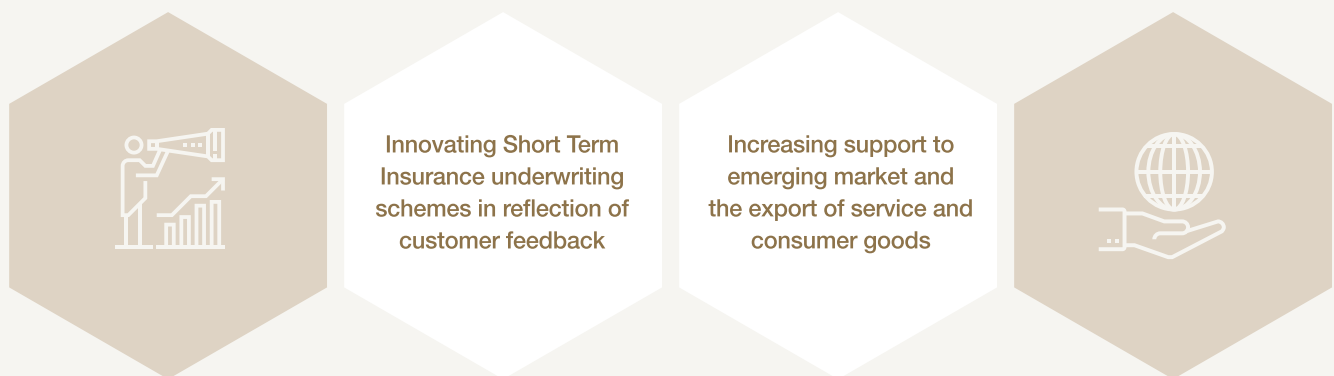 Innovating Short Term
Insurance underwriting
schemes in reflection of
customer feedback
Increasing support to
emerging market and
the export of service and
consumer goods